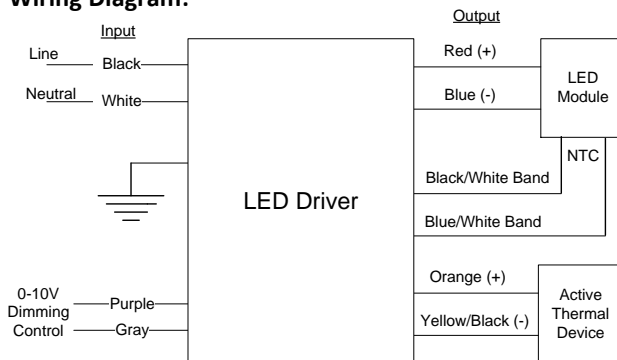 Wiring Diagram:
Input
Output
Line
Black
Neutral
White
LED Driver
0-10V
Dimming
Control
Purple
Gray
Red (+)
Blue (-)
LED
Module
NTC
Black/White Band
Blue/White Band
Orange (+)
Yellow/Black (-)
Active
Thermal
Device